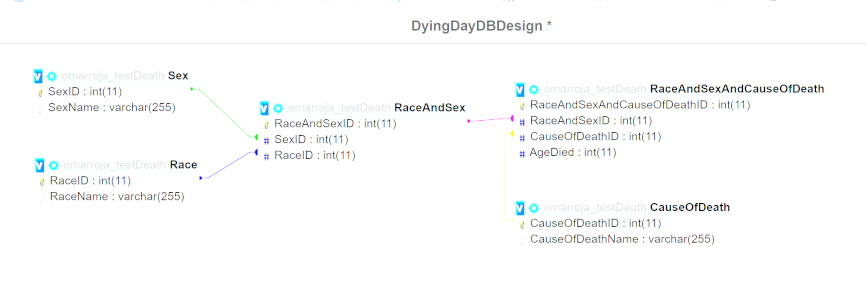 DyingDayDBDesign *
omarroja_testDeath Sex
SexID : int(11)
SexName : varchar(255)
omarroja_testDeath Race
RaceID : int(11)
RaceName : varchar(255)
omarroja_testDeath RaceAndSex
RaceAndSexID : int(11)
# SexID : int(11)
# RaceID : int(11)
omarroja_testDeath RaceAndSexAndCauseOfDeath
RaceAndSexAndCauseOfDeathID : int(11)
# RaceAndSexID : int(11)
# CauseOfDeathID : int(11)
# AgeDied : int(11)
omarroja_testDeath CauseOfDeath
CauseOfDeathID : int(11)
CauseOfDeathName : varchar(255)